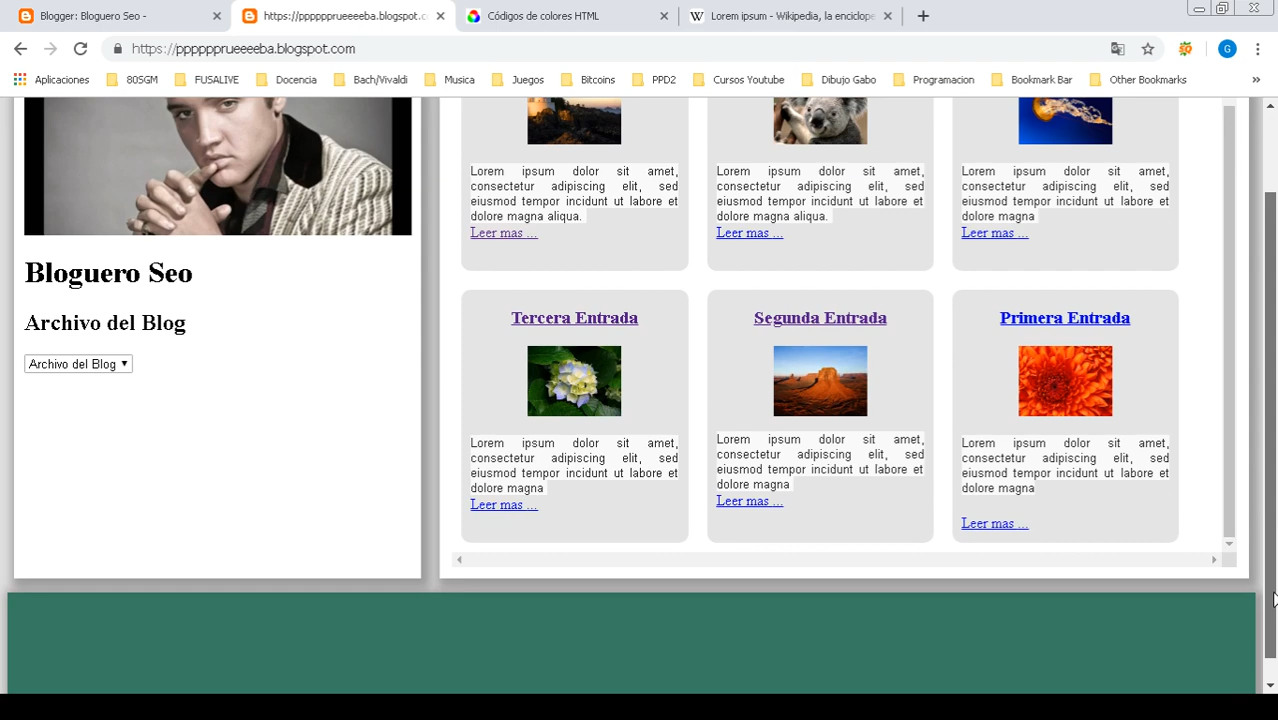 Blogger: Bloguero Seo -
https://ppppppprueeeeba.blogspot.c
Códigos de colores HTML
Lorem ipsum - Wikipedia, la enciclope
https://ppppppprueeeeba.blogspot.com
G
Aplicaciones
80SGM
FUSALIVE
Docencia
Bach/Vivaldi
Musica
Juegos
Bitcoins
PPD2
Cursos Youtube
Dibujo Gabo
Programacion
Bookmark Bar
Other Bookmarks
»
Lorem ipsum dolor sit amet,
consectetur adipiscing elit, sed
eiusmod tempor incidunt ut labore et
dolore magna aliqua.
Leer mas ...
Lorem ipsum dolor sit amet,
consectetur adipiscing elit, sed
eiusmod tempor incidunt ut labore et
dolore magna aliqua.
Leer mas ...
Lorem ipsum dolor sit amet,
consectetur adipiscing elit, sed
eiusmod tempor incidunt ut labore et
dolore magna
Leer mas ...
Bloguero Seo
Archivo del Blog
Archivo del Blog
Tercera Entrada
Lorem ipsum dolor sit amet,
consectetur adipiscing elit, sed
eiusmod tempor incidunt ut labore et
dolore magna
Leer mas ...
Segunda Entrada
Lorem ipsum dolor sit amet,
consectetur adipiscing elit, sed
eiusmod tempor incidunt ut labore et
dolore magna
Leer mas ...
Primera Entrada
Lorem ipsum dolor sit amet,
consectetur adipiscing elit, sed
eiusmod tempor incidunt ut labore et
dolore magna
Leer mas ...